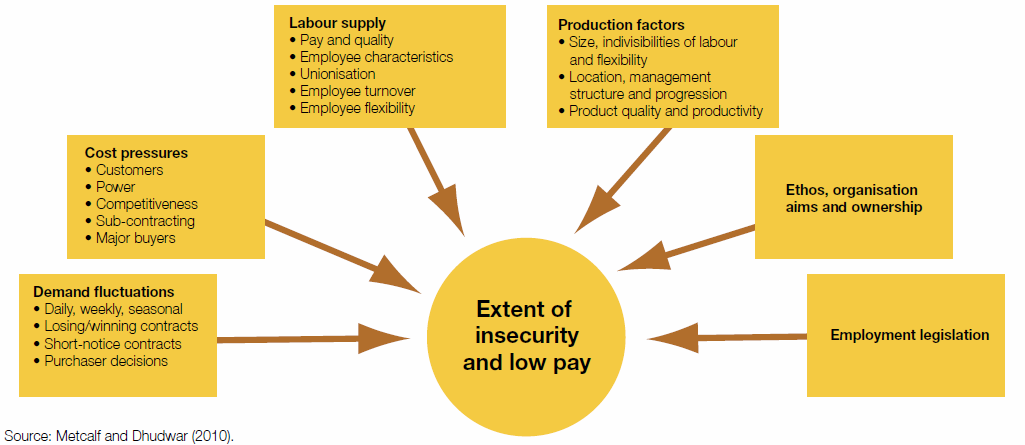 Labour supply
• Pay and quality
• Employee characteristics
• Unionisation
• Employee turnover
• Employee flexibility
Production factors
• Size, indivisibilities of labour
and flexibility
• Location, management
structure and progression
• Product quality and productivity
Cost pressures
• Customers
• Power
• Competitiveness
• Sub-contracting
• Major buyers
Ethos, organisation
aims and ownership
Demand fluctuations
• Daily, weekly, seasonal
• Losing/winning contracts
• Short-notice contracts
• Purchaser decisions
Extent of
insecurity
and low pay
Employment legislation
Source: Metcalf and Dhudwar (2010).